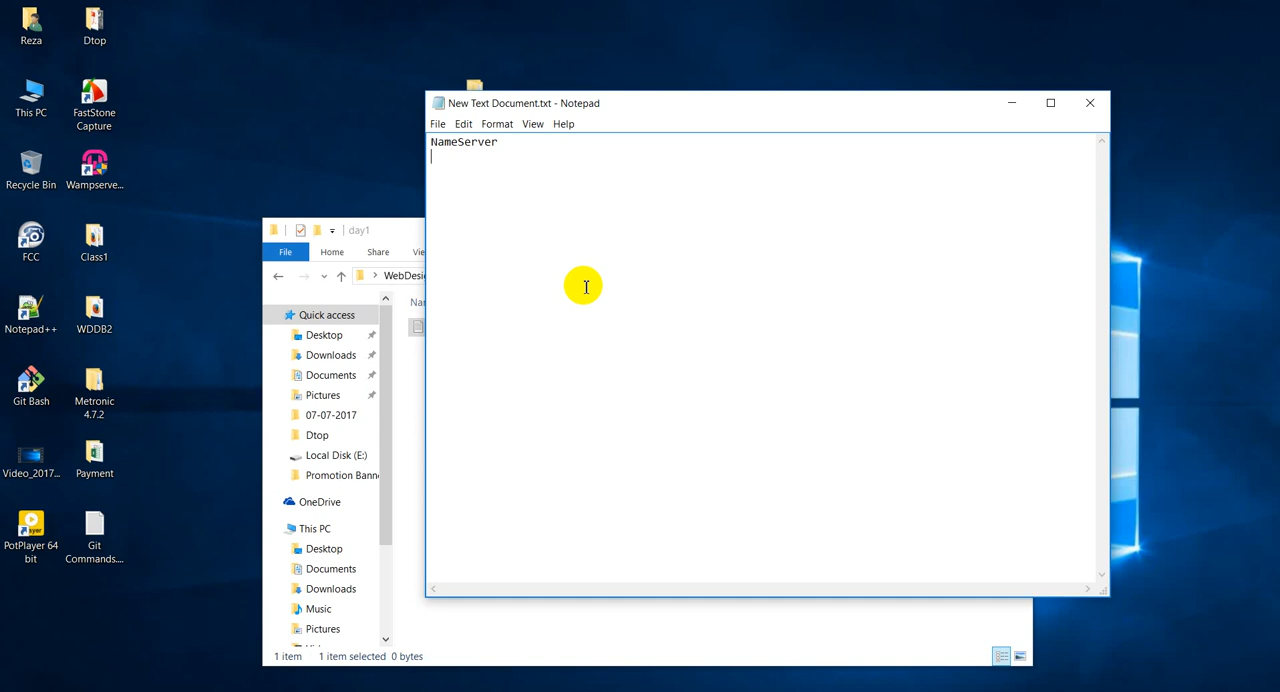 Reza
Dtop
This PC
FastStone
Capture
Recycle Bin
Wampserve...
FCC
Class1
Notepad++
WDDB2
Git Bash
Metronic
4.7.2
Video_2017...
Payment
PotPlayer 64
bit
Git
Commands....
New Text Document.txt - Notepad
File Edit Format View Help
NameServer
day1
File Home Share Vie
WebDesig
Nar
Quick access
Desktop
Downloads
Documents
Pictures
07-07-2017
Dtop
Local Disk (E:)
Promotion Bann
OneDrive
This PC
Desktop
Documents
Downloads
Music
Pictures
1 item 1 item selected 0 bytes